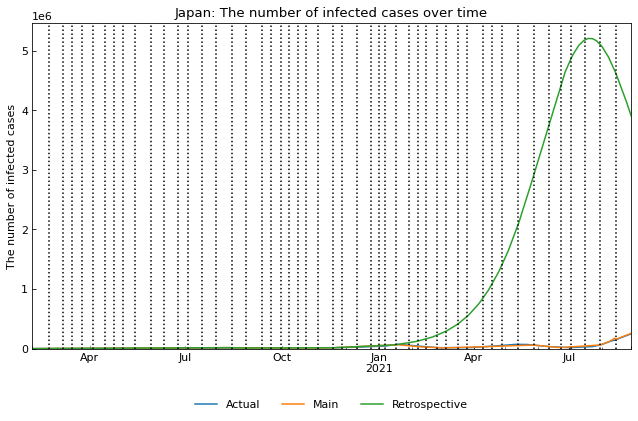 Japan: The number of infected cases over time
1e6
5
4
3
2
1
0
The number of infected cases
Apr Jul Oct Jan Apr Jul
2021
Actual Main Retrospective